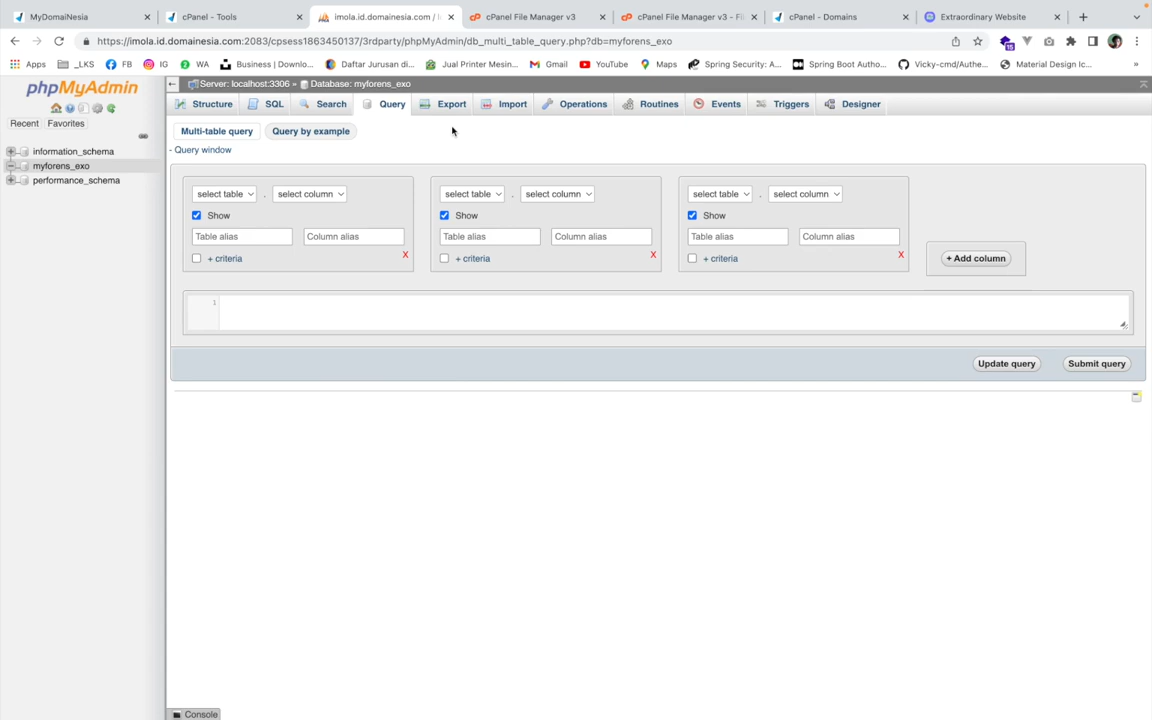 MyDomaiNesia
cPanel - Tools
imola.id.domainesia.com / l
cPanel File Manager v3
cPanel File Manager v3 - Fi
cPanel - Domains
Extraordinary Website
https://imola.id.domainesia.com:2083/cpsess1863450137/3rdparty/phpMyAdmin/db_multi_table_query.php?db=myforens_exo
15
Apps
_LKS
FB
IG
2 WA
Business | Downlo...
Daftar Jurusan di...
Jual Printer Mesin...
Gmail
YouTube
Maps
Spring Security: A...
Spring Boot Autho...
Vicky-cmd/Authe...
Material Design Ic...
»
phpMyAdmin
Recent Favorites
information_schema
myforens_exo
performance_schema
Server: localhost:3306 » Database: myforens_exo
Structure SQL Search Query Export Import Operations Routines Events Triggers Designer
Multi-table query Query by example
- Query window
select table . select column
Show
Table alias Column alias
+ criteria X
select table . select column
Show
Table alias Column alias
+ criteria X
select table . select column
Show
Table alias Column alias
+ criteria X
+ Add column
1
Update query Submit query
Console